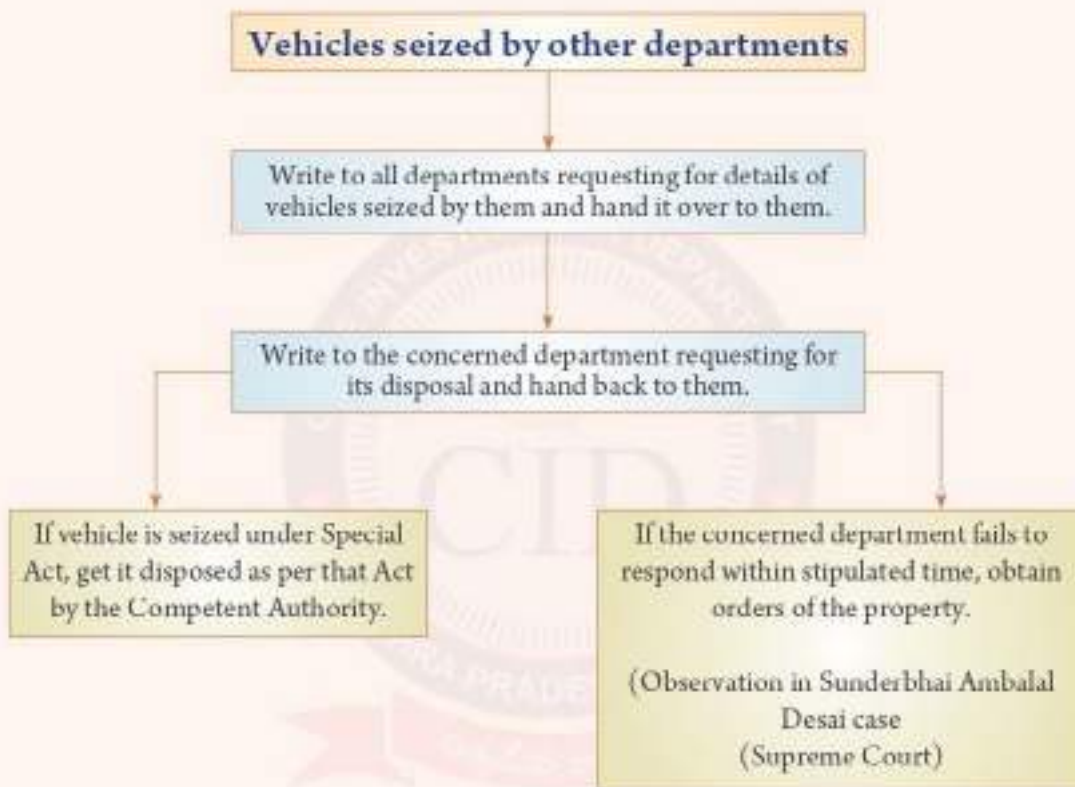 Vehicles seized by other departments
Write to all departments requesting for details of
vehicles seized by them and hand it over to them.
Write to the concerned department requesting for
its disposal and hand back to them.
If vehicle is seized under Special
Act, get it disposed as per that Act
by the Competent Authority.
If the concerned department fails to
respond within stipulated time, obtain
orders of the property.
(Observation in Sunderbhai Ambalal
Desai case
(Supreme Court)
CID